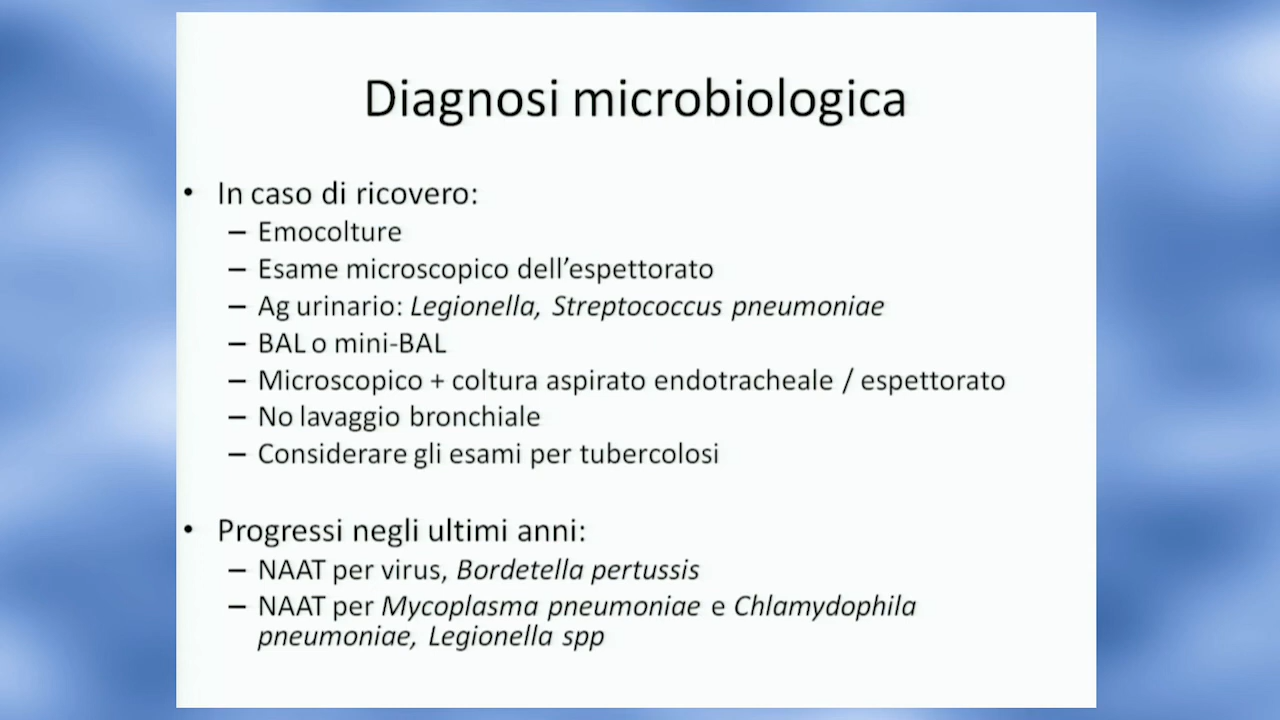 Diagnosi microbiologica
• In caso di ricovero:
– Emocolture
– Esame microscopico dell’espettorato
– Ag urinario: Legionella, Streptococcus pneumoniae
– BAL o mini-BAL
– Microscopico + coltura aspirato endotracheale / espettorato
– No lavaggio bronchiale
– Considerare gli esami per tubercolosi
• Progressi negli ultimi anni:
– NAAT per virus, Bordetella pertussis
– NAAT per Mycoplasma pneumoniae e Chlamydophila
pneumoniae, Legionella spp